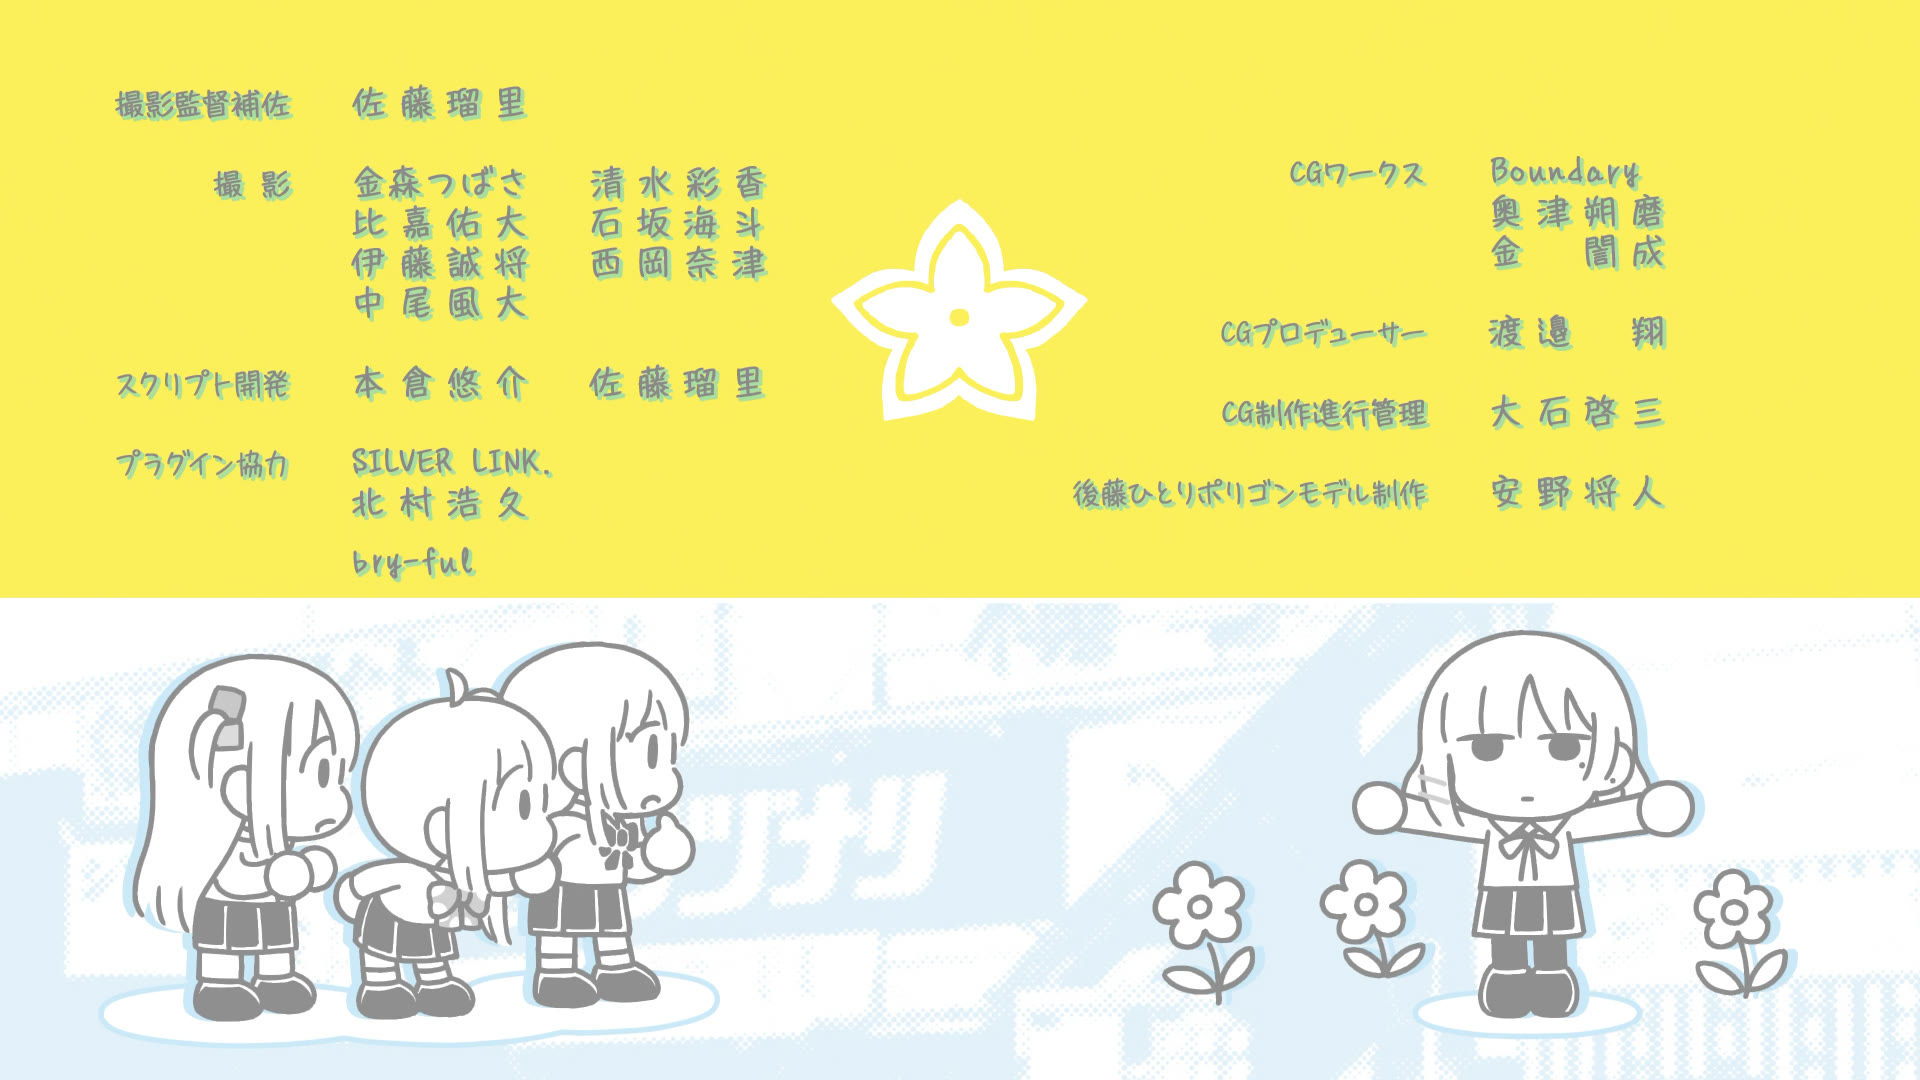 撮影監督補佐 佐藤瑠里
撮影 金森つばさ 清水彩香
比嘉佑大 石坂海斗
伊藤誠将 西岡奈津
中尾風大
スクリプト開発 本倉悠介 佐藤瑠里
プラグイン協力 SILVER LINK.
北村浩久
bry-ful
CGワークス Boundary
奥津朔磨
金 誾成
CGプロデューサー 渡邉 翔
CG制作進行管理 大石啓三
後藤ひとりポリゴンモデル制作 安野将人